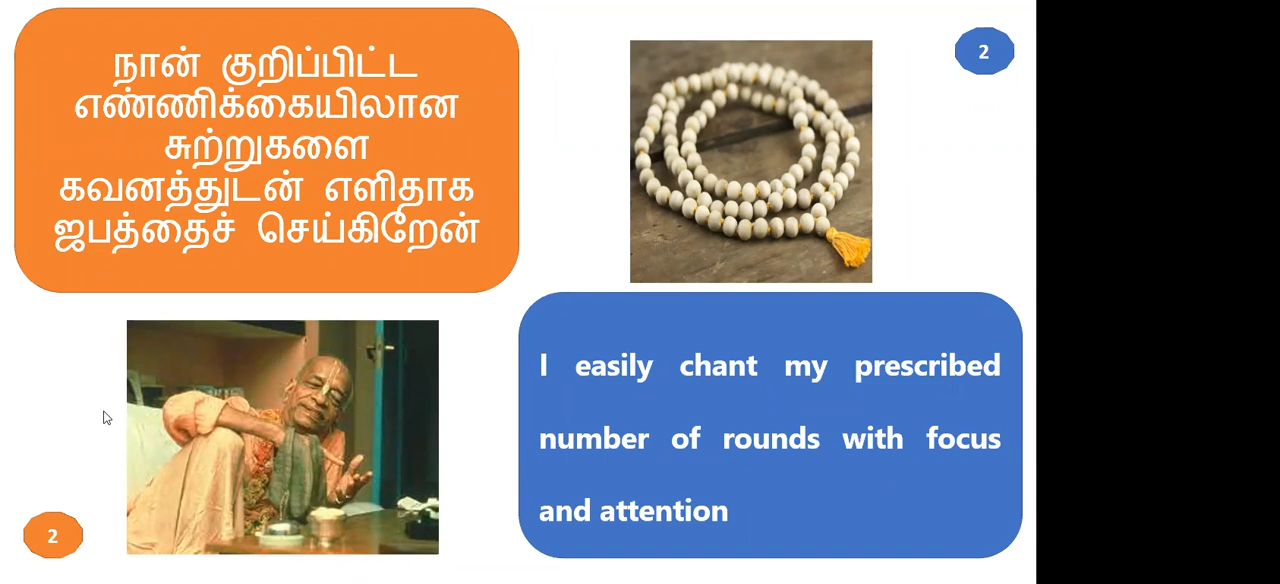 நான் குறிப்பிட்ட
எண்ணிக்கையிலான
சுற்றுகளை
கவனத்துடன் எளிதாக
ஜபத்தைச் செய்கிறேன்
2
I easily chant my prescribed
number of rounds with focus
and attention
2